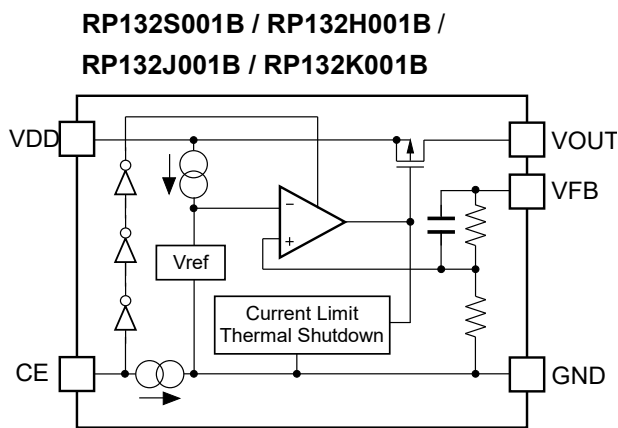 RP132S001B / RP132H001B /
RP132J001B / RP132K001B
VDD
VOUT
VFB
−
+
Vref
Current Limit
Thermal Shutdown
CE
GND